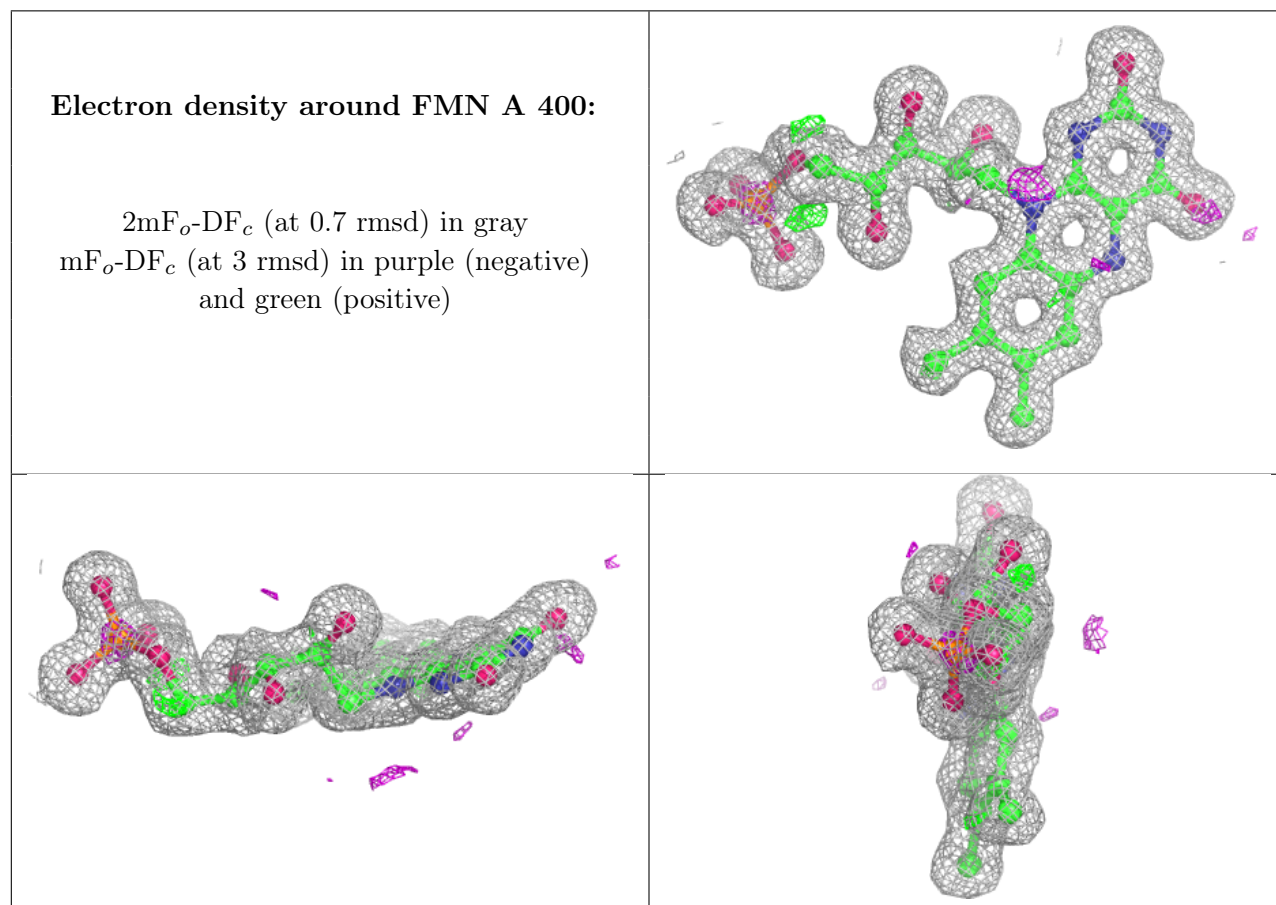 Electron density around FMN A 400:
2mFo-DFc (at 0.7 rmsd) in gray
mFo-DFc (at 3 rmsd) in purple (negative)
and green (positive)